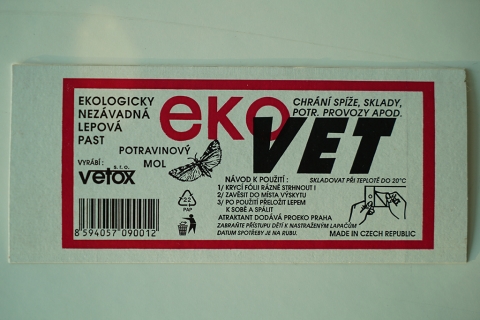 EKOLOGICKY
NEZÁVADNÁ
LEPOVÁ
PAST
eko
VET
CHRÁNÍ SPÍŽE, SKLADY,
POTR. PROVOZY APOD.
POTRAVINOVÝ
MOL
VYRÁBÍ :
s. r. o.
vetox
NÁVOD K POUŽITÍ :
SKLADOVAT PŘI TEPLOTĚ DO 20°C
1/ KRYCÍ FÓLII RÁZNĚ STRHNOUT !
2/ ZAVĚSIT DO MÍSTA VÝSKYTU
3/ PO POUŽITÍ PŘELOŽIT LEPEM
K SOBĚ A SPÁLIT
ATRAKTANT DODÁVÁ PROEKO PRAHA
ZABRAŇTE PŘÍSTUPU DĚTÍ K NASTRAŽENÝM LAPAČŮM
DATUM SPOTŘEBY JE NA RUBU.
MADE IN CZECH REPUBLIC
22
PAP
8 594057 090012